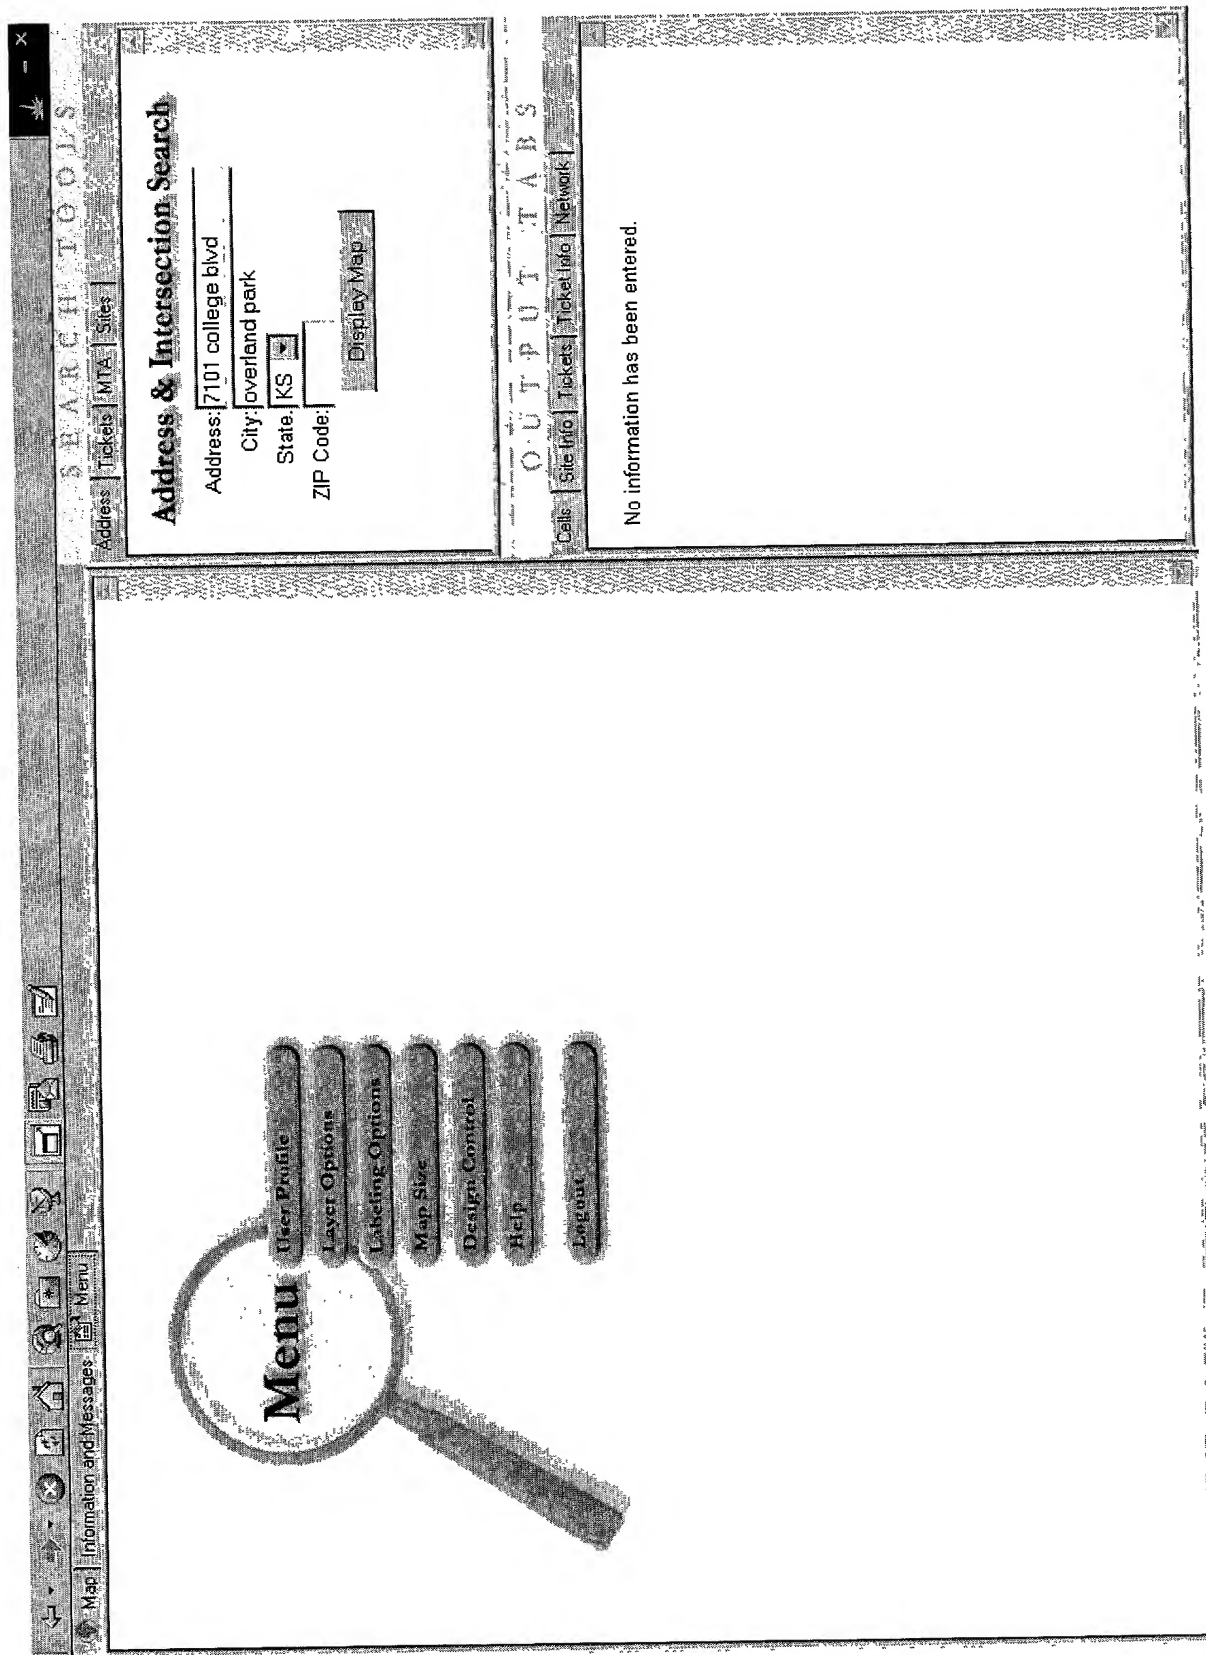 Map Information and Messages Menu
Menu
User Profile
Layer Options
Labeling Options
Map Size
Design Control
Help
Logout
SEARCH TOOLS
Address Tickets MTA Sites
Address & Intersection Search
Address: 7101 college blvd
City: overland park
State. KS
ZIP Code:
Display Map
OUTPUT TABS
Cells Site Info Tickets Ticket Info Network
No information has been entered.